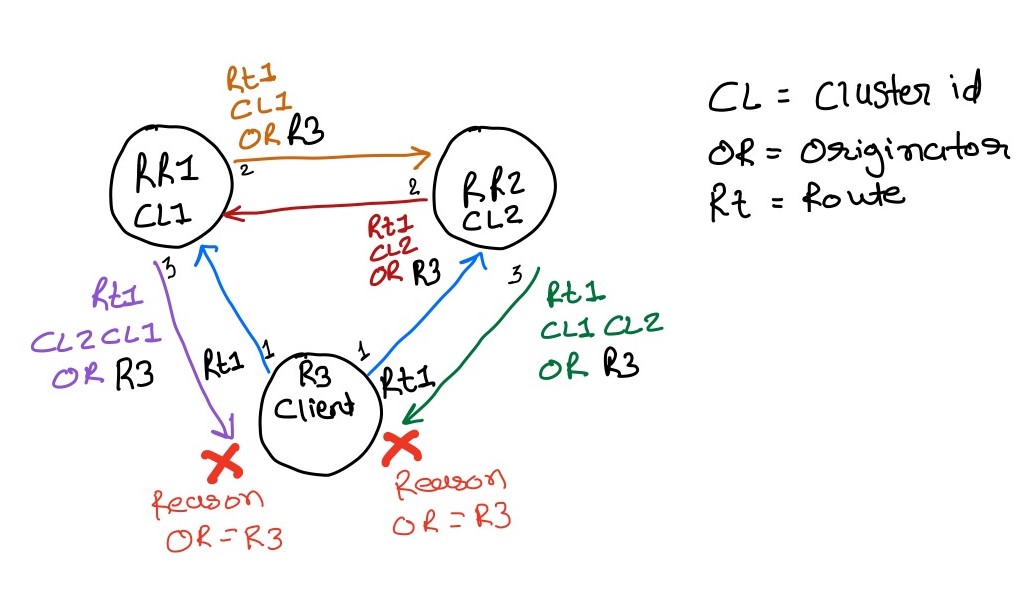 Rt1
CL1
OR R3
CL = Cluster id
OR = Originator
Rt = Route
RR1
CL1
2
2
RR2
CL2
Rt1
CL2
OR R3
3
Rt1
CL2 CL1
OR R3
3
Rt1
CL1 CL2
OR R3
Rt1
1
1
Rt1
R3
Client
Reason
OR = R3
Reason
OR = R3